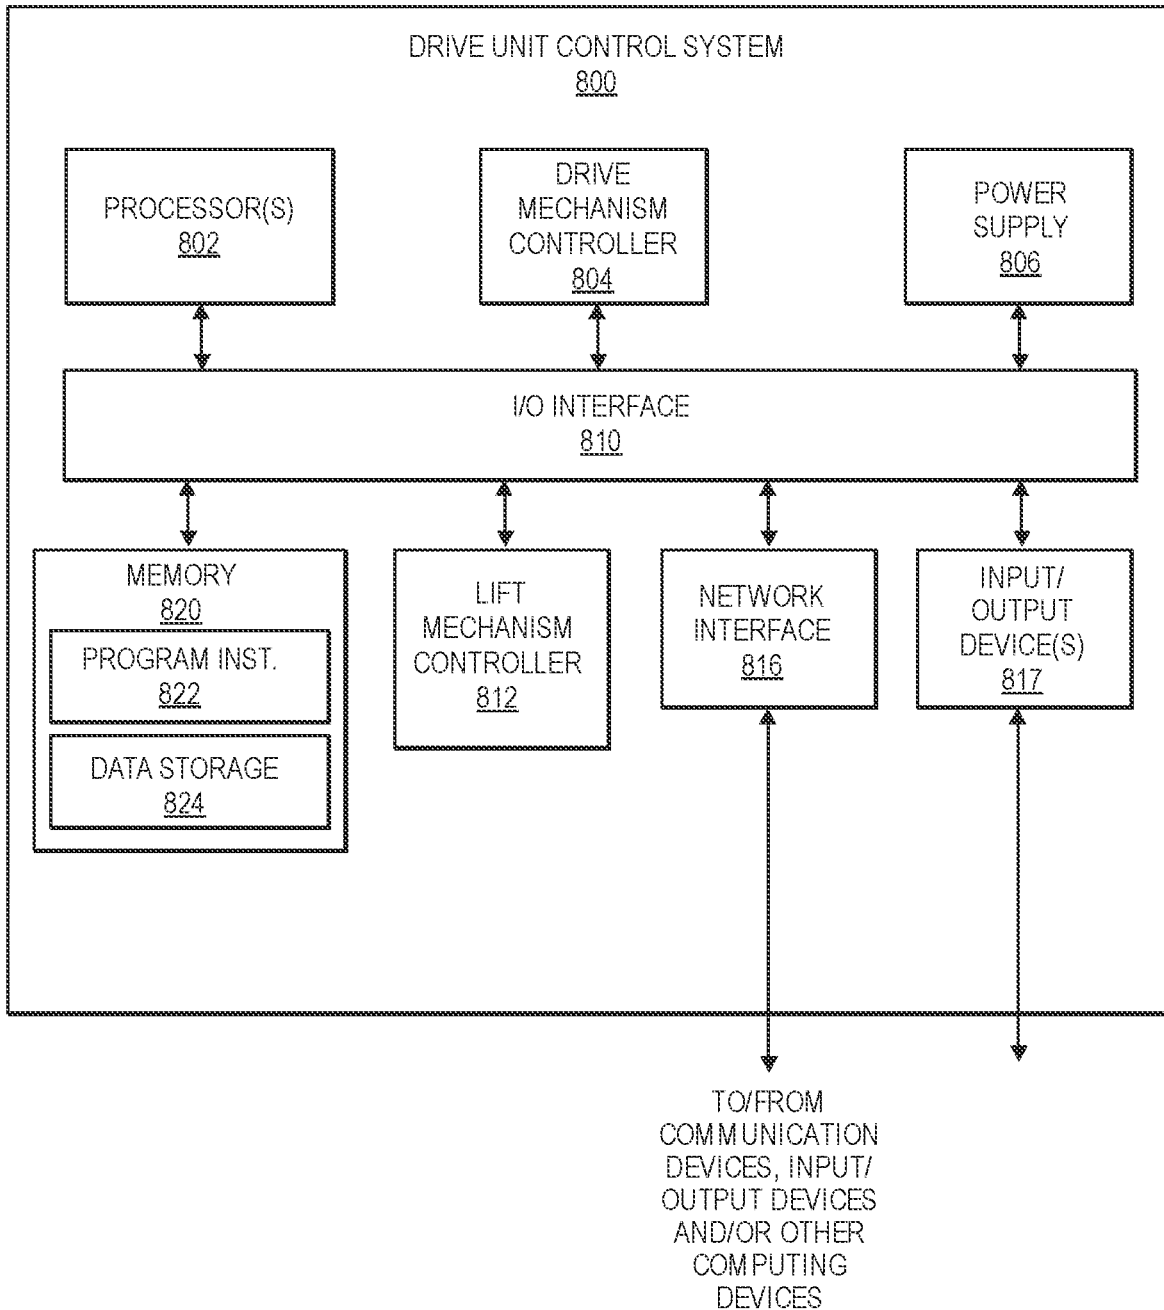 DRIVE UNIT CONTROL SYSTEM
800
PROCESSOR(S)
802
DRIVE
MECHANISM
CONTROLLER
804
POWER
SUPPLY
806
I/O INTERFACE
810
MEMORY
820
PROGRAM INST.
822
DATA STORAGE
824
LIFT
MECHANISM
CONTROLLER
812
NETWORK
INTERFACE
816
INPUT/
OUTPUT
DEVICE(S)
817
TO/FROM
COMMUNICATION
DEVICES, INPUT/
OUTPUT DEVICES
AND/OR OTHER
COMPUTING
DEVICES